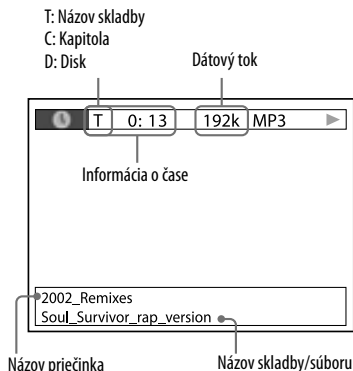 T: Názov skladby
C: Kapitola
D: Disk
Dátový tok
T 0: 13 192k MP3
Informácia o čase
2002_Remixes
Soul_Survivor_rap_version
Názov priečinka
Názov skladby/súboru